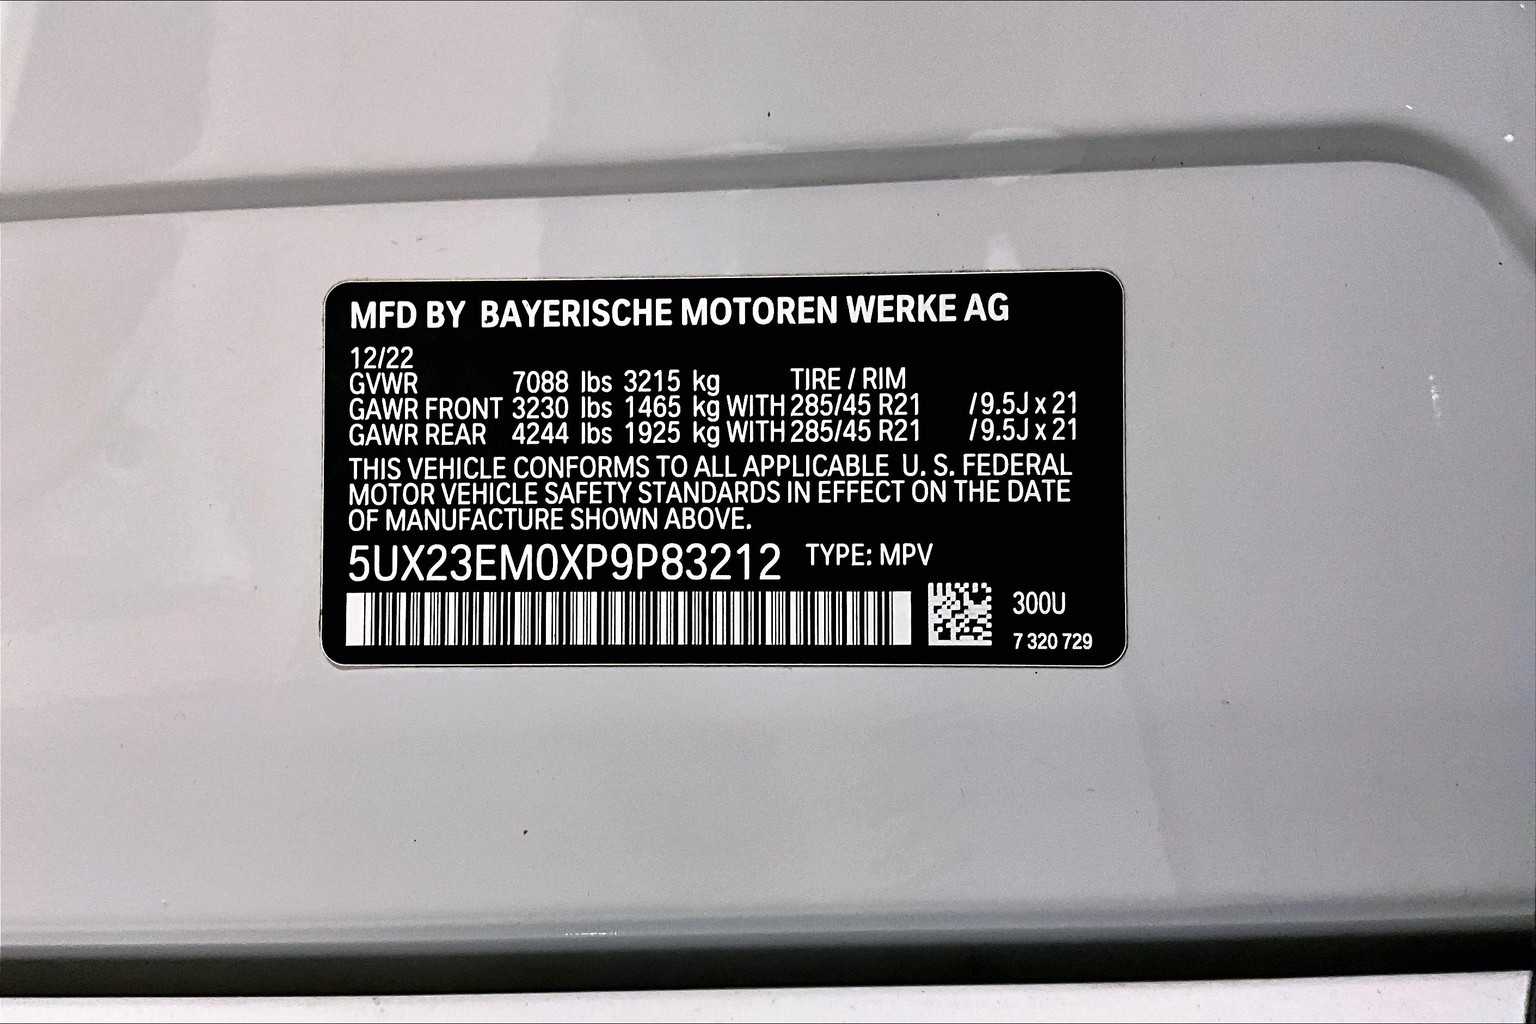 MFD BY BAYERISCHE MOTOREN WERKE AG
12/22
GVWR 7088 lbs 3215 kg TIRE / RIM
GAWR FRONT 3230 lbs 1465 kg WITH 285/45 R21 /9.5J x 21
GAWR REAR 4244 lbs 1925 kg WITH 285/45 R21 /9.5J x 21
THIS VEHICLE CONFORMS TO ALL APPLICABLE U. S. FEDERAL
MOTOR VEHICLE SAFETY STANDARDS IN EFFECT ON THE DATE
OF MANUFACTURE SHOWN ABOVE.
5UX23EM0XP9P83212 TYPE: MPV
300U
7 320 729